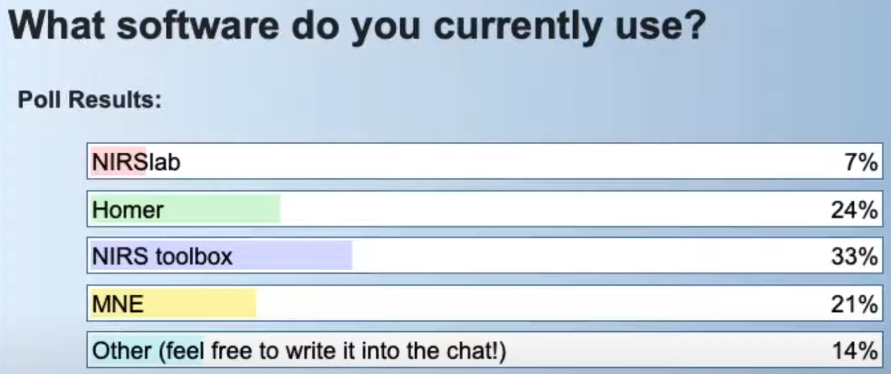 What software do you currently use?
Poll Results:
NIRSlab 7%
Homer 24%
NIRS toolbox 33%
MNE 21%
Other (feel free to write it into the chat!) 14%